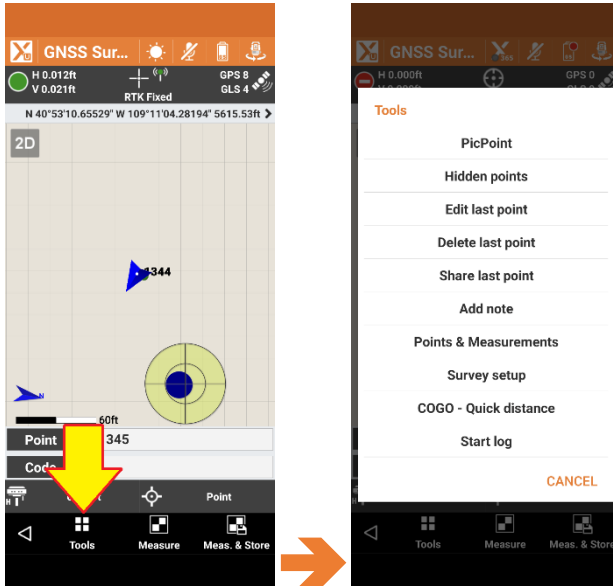 GNSS Sur...
H 0.012ft
V 0.021ft
RTK Fixed
GPS 8
GLS 4
N 40°53'10.65529" W 109°11'04.28194" 5615.53ft
2D
1344
N
60ft
Point 345
Code
H
Point
Tools Measure Meas. & Store
GNSS Sur...
365
H 0.000ft
GPS 0
Tools
PicPoint
Hidden points
Edit last point
Delete last point
Share last point
Add note
Points & Measurements
Survey setup
COGO - Quick distance
Start log
CANCEL
Tools Measure Meas. & Store